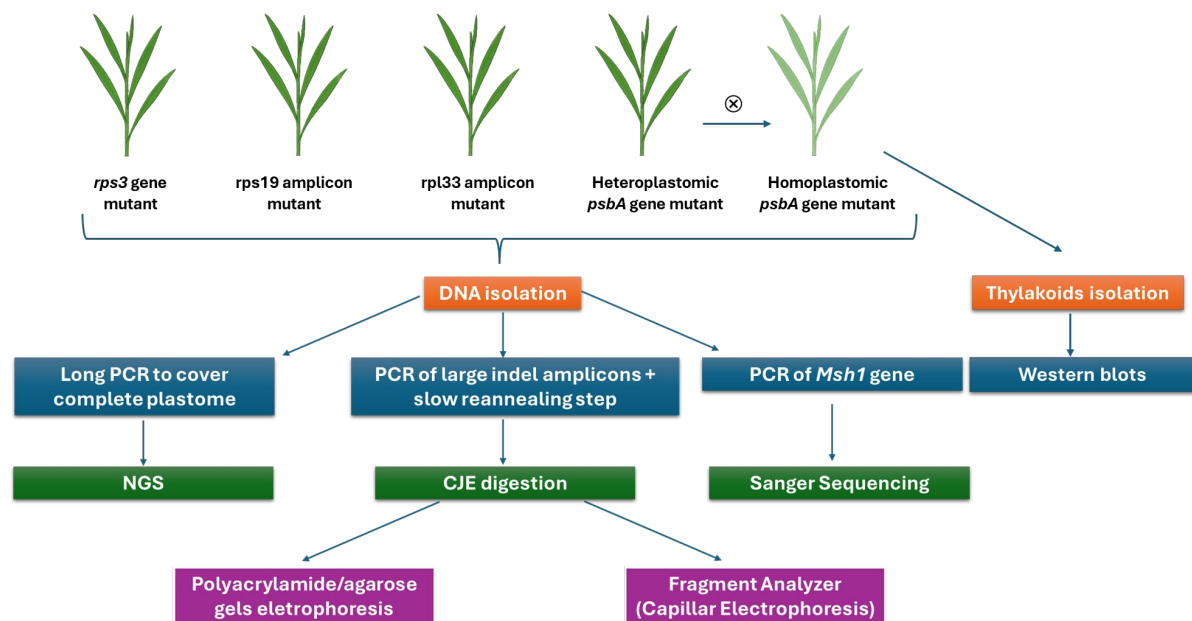 rps3 gene
mutant
rps19 amplicon
mutant
rpl33 amplicon
mutant
Heteroplastomic
psbA gene mutant
Homoplastomic
psbA gene mutant
DNA isolation
Thylakoids isolation
Long PCR to cover
complete plastome
PCR of large indel amplicons +
slow reannealing step
PCR of Msh1 gene
Western blots
NGS
CJE digestion
Sanger Sequencing
Polyacrylamide/agarose
gels eletrophoresis
Fragment Analyzer
(Capillar Electrophoresis)